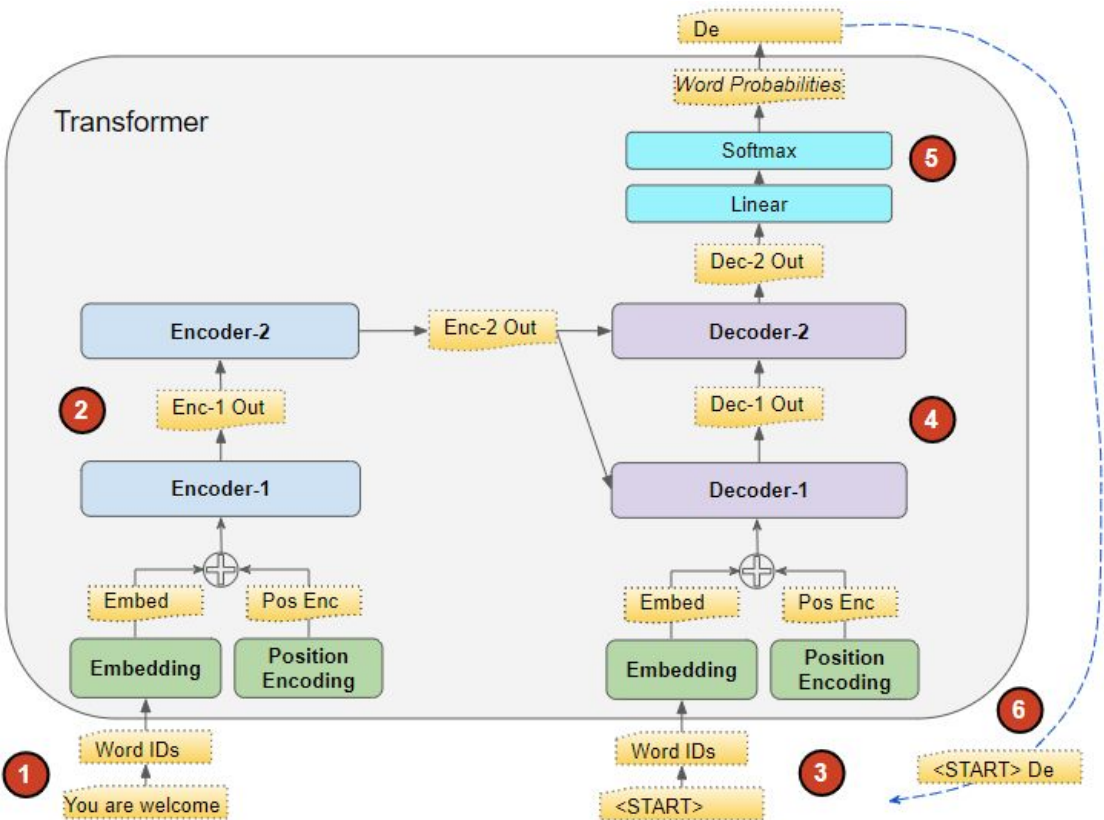 De
Word Probabilities
Transformer
Softmax
5
Linear
Dec-2 Out
Encoder-2
Enc-2 Out
Decoder-2
2
Enc-1 Out
Dec-1 Out
4
Encoder-1
Decoder-1
Embed
Pos Enc
Embed
Pos Enc
Embedding
Position
Encoding
Embedding
Position
Encoding
6
1
Word IDs
Word IDs
3
<START> De
You are welcome
<START>